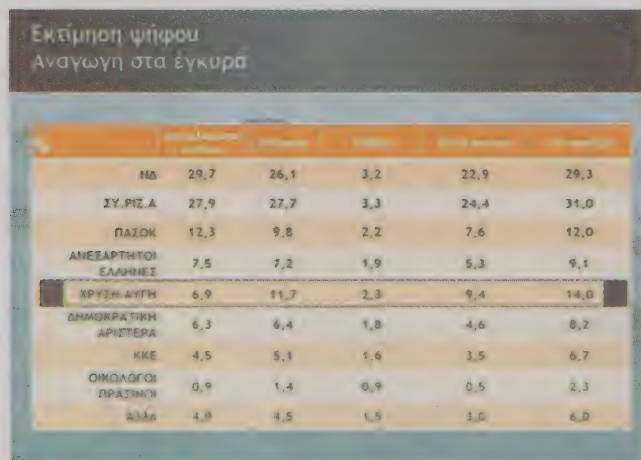 Εκτίμηση ψήφου
Αναγωγή στα έγκυρα
%
ΝΔ 29,7 26,1 3,2 22,9 29,3
ΣΥ.ΡΙΖ.Α 27,9 27,7 3,3 24,4 31,0
ΠΑΣΟΚ 12,3 9,8 2,2 7,6 12,0
ΑΝΕΞΑΡΤΗΤΟΙ
ΕΛΛΗΝΕΣ 7,5 7,2 1,9 5,3 9,1
ΧΡΥΣΗ ΑΥΓΗ 6,9 11,7 2,3 9,4 14,0
ΔΗΜΟΚΡΑΤΙΚΗ
ΑΡΙΣΤΕΡΑ 6,3 6,4 1,8 4,6 8,2
ΚΚΕ 4,5 5,1 1,6 3,5 6,7
ΟΙΚΟΛΟΓΟΙ
ΠΡΑΣΙΝΟΙ 0,9 1,4 0,9 0,5 2,3
Άλλο 4,0 4,5 1,5 3,0 6,0